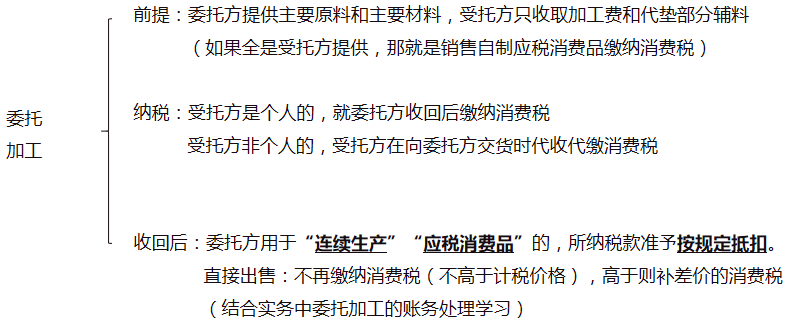 前提：委托方提供主要原料和主要材料，受托方只收取加工费和代垫部分辅料
（如果全是受托方提供，那就是销售自制应税消费品缴纳消费税）
委托
加工
纳税：受托方是个人的，就委托方收回后缴纳消费税
受托方非个人的，受托方在向委托方交货时代收代缴消费税
收回后：委托方用于“连续生产”“应税消费品”的，所纳税款准予按规定抵扣。
直接出售：不再缴纳消费税（不高于计税价格），高于则补差价的消费税
（结合实务中委托加工的账务处理学习）